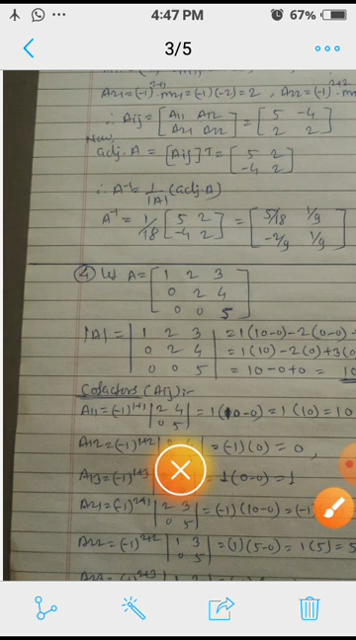 4:47 PM 67%
3/5
A21=(-1)²⁺¹ m21=(-1)(-2)=2 , A22=(-1)²⁺² m
∴ Aij = [A11 A12 = [5 -4
A21 A22] 2 2]
Now,
adj.A = [Aij]T = [5 2
-4 2]
∴ A⁻¹ = 1/|A| (adj.A)
A⁻¹ = 1/18 [5 2 = [5/18 1/9
-4 2] -2/9 1/9]
④ Let A = [1 2 3
0 2 4
0 0 5]
|A| = |1 2 3 = 1(10-0)-2(0-0)+
0 2 4 = 1(10)-2(0)+3(0
0 0 5| = 10-0+0 =
Cofactors (Aij):-
A11=(-1)¹⁺¹ |2 4 = 1(10-0)=1(10)=10
0 5|
A12=(-1)¹⁺² = (-1)(0) = 0,
A13=(-1)¹⁺³ = 1(0-0)=1
A21=(-1)²⁺¹ |2 3 = (-1)(10-0)=(-1
0 5|
A22=(-1)²⁺² |1 3 = (1)(5-0)=1(5)=5
0 5|